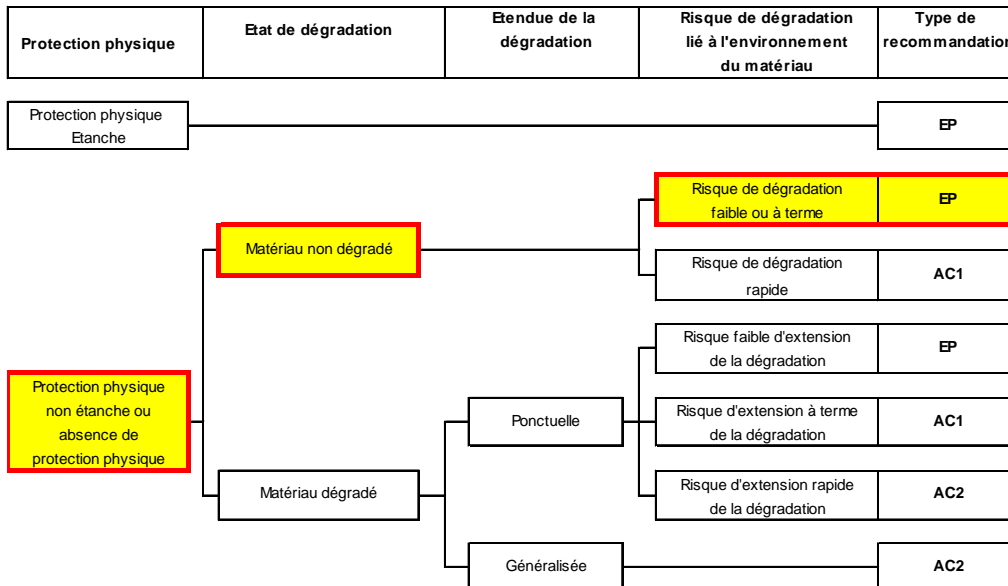 Protection physique
Etat de dégradation
Etendue de la
dégradation
Risque de dégradation
lié à l'environnement
du matériau
Type de
recommandation
Protection physique
Etanche
EP
Risque de dégradation
faible ou à terme
EP
Matériau non dégradé
Risque de dégradation
rapide
AC1
Risque faible d'extension
de la dégradation
EP
Protection physique
non étanche ou
absence de
protection physique
Ponctuelle
Risque d'extension à terme
de la dégradation
AC1
Matériau dégradé
Risque d'extension rapide
de la dégradation
AC2
Généralisée
AC2